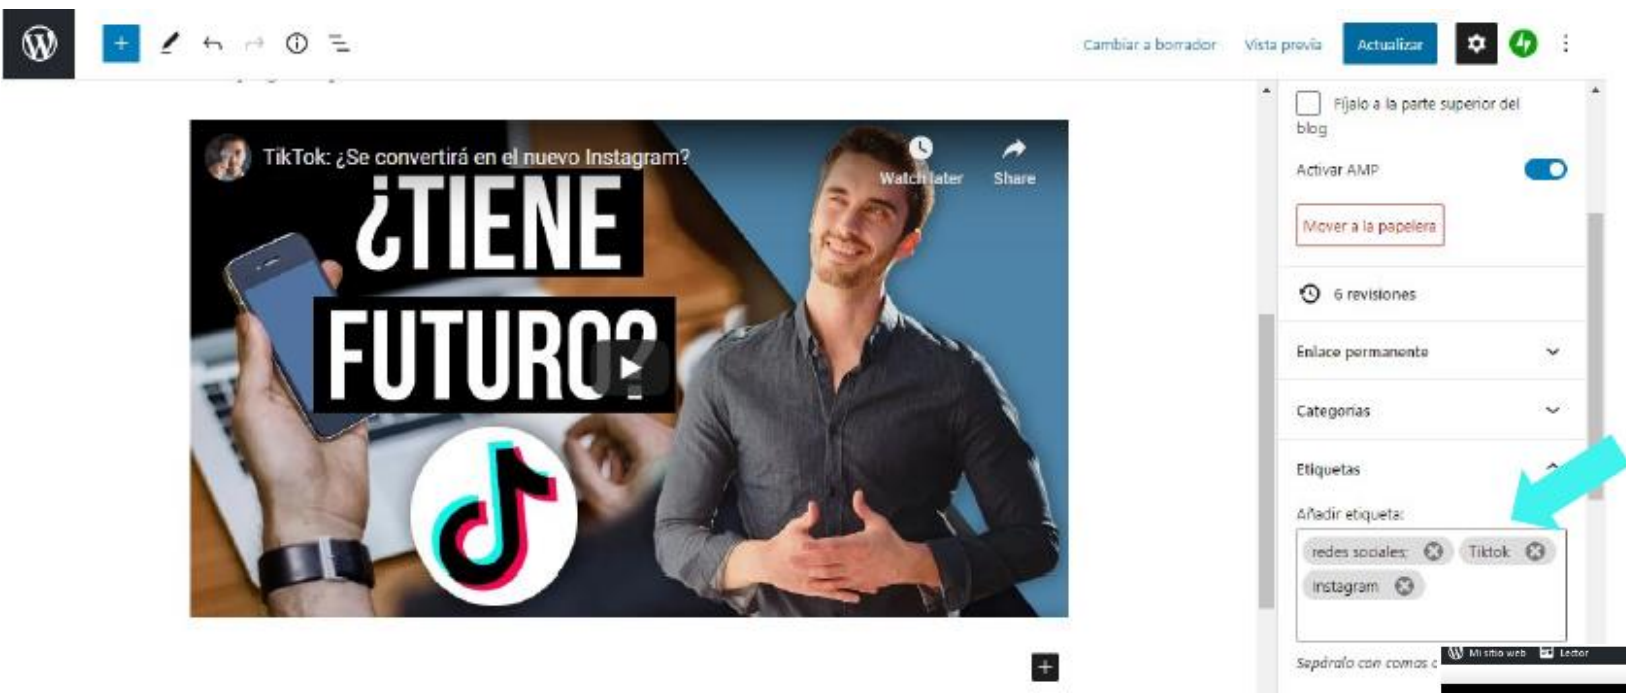 Cambiar a borrador Vista previa Actualizar
Fíjalo a la parte superior del
blog
TikTok: ¿Se convertirá en el nuevo Instagram?
Watch later Share
¿TIENE
FUTURO?
Activar AMP
Mover a la papelera
6 revisiones
Enlace permanente
Categorías
Etiquetas
Añadir etiqueta:
redes sociales; Tiktok
instagram
Sepáralo con comas
Mi sitio web Lector